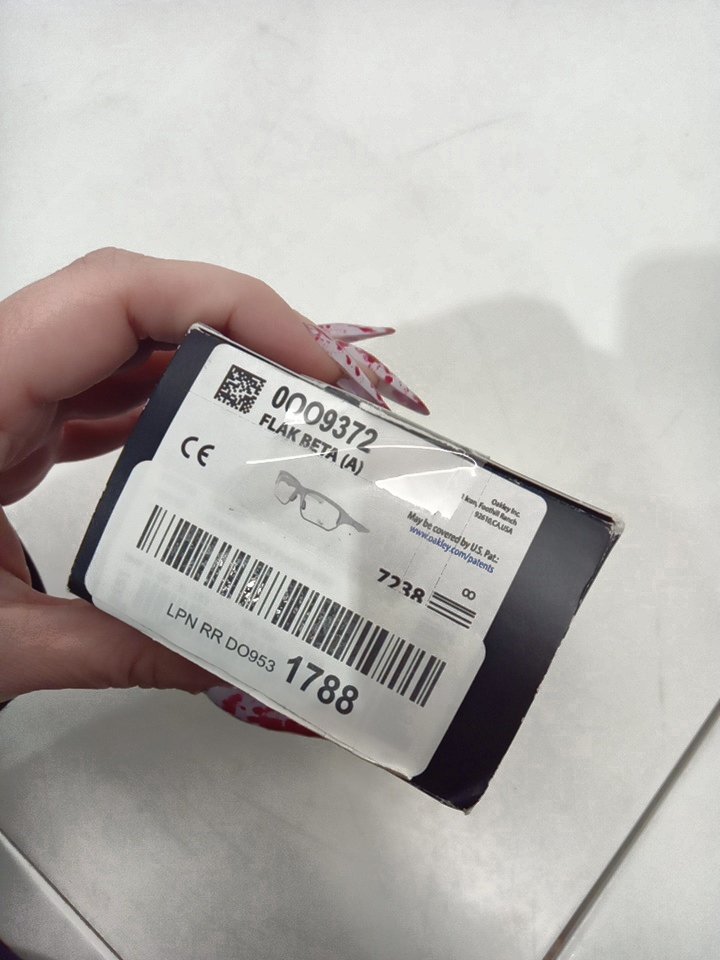 0OO9372
FLAK BETA (A)
CE
Oakley Inc.
Icon, Foothill Ranch
92610, CA, USA
May be covered by U.S. Pat.:
www.oakley.com/patents
7238
8
LPN RR DO953 1788